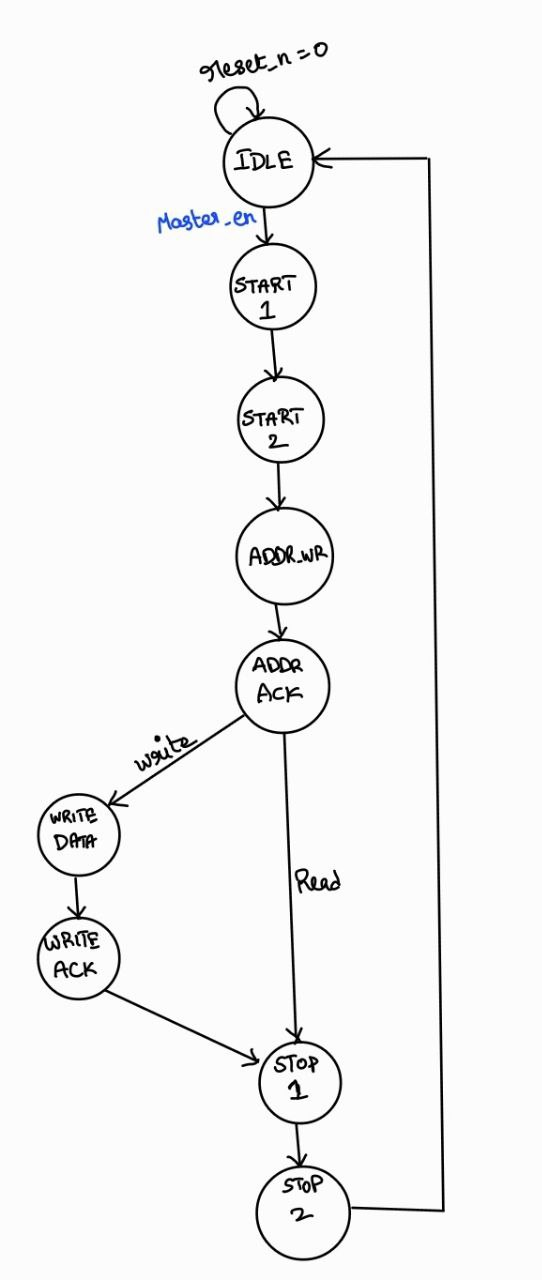 reset_n = 0
IDLE
Master_en
START
1
START
2
ADDR_WR
ADDR
ACK
write
WRITE
DATA
Read
WRITE
ACK
STOP
1
STOP
2